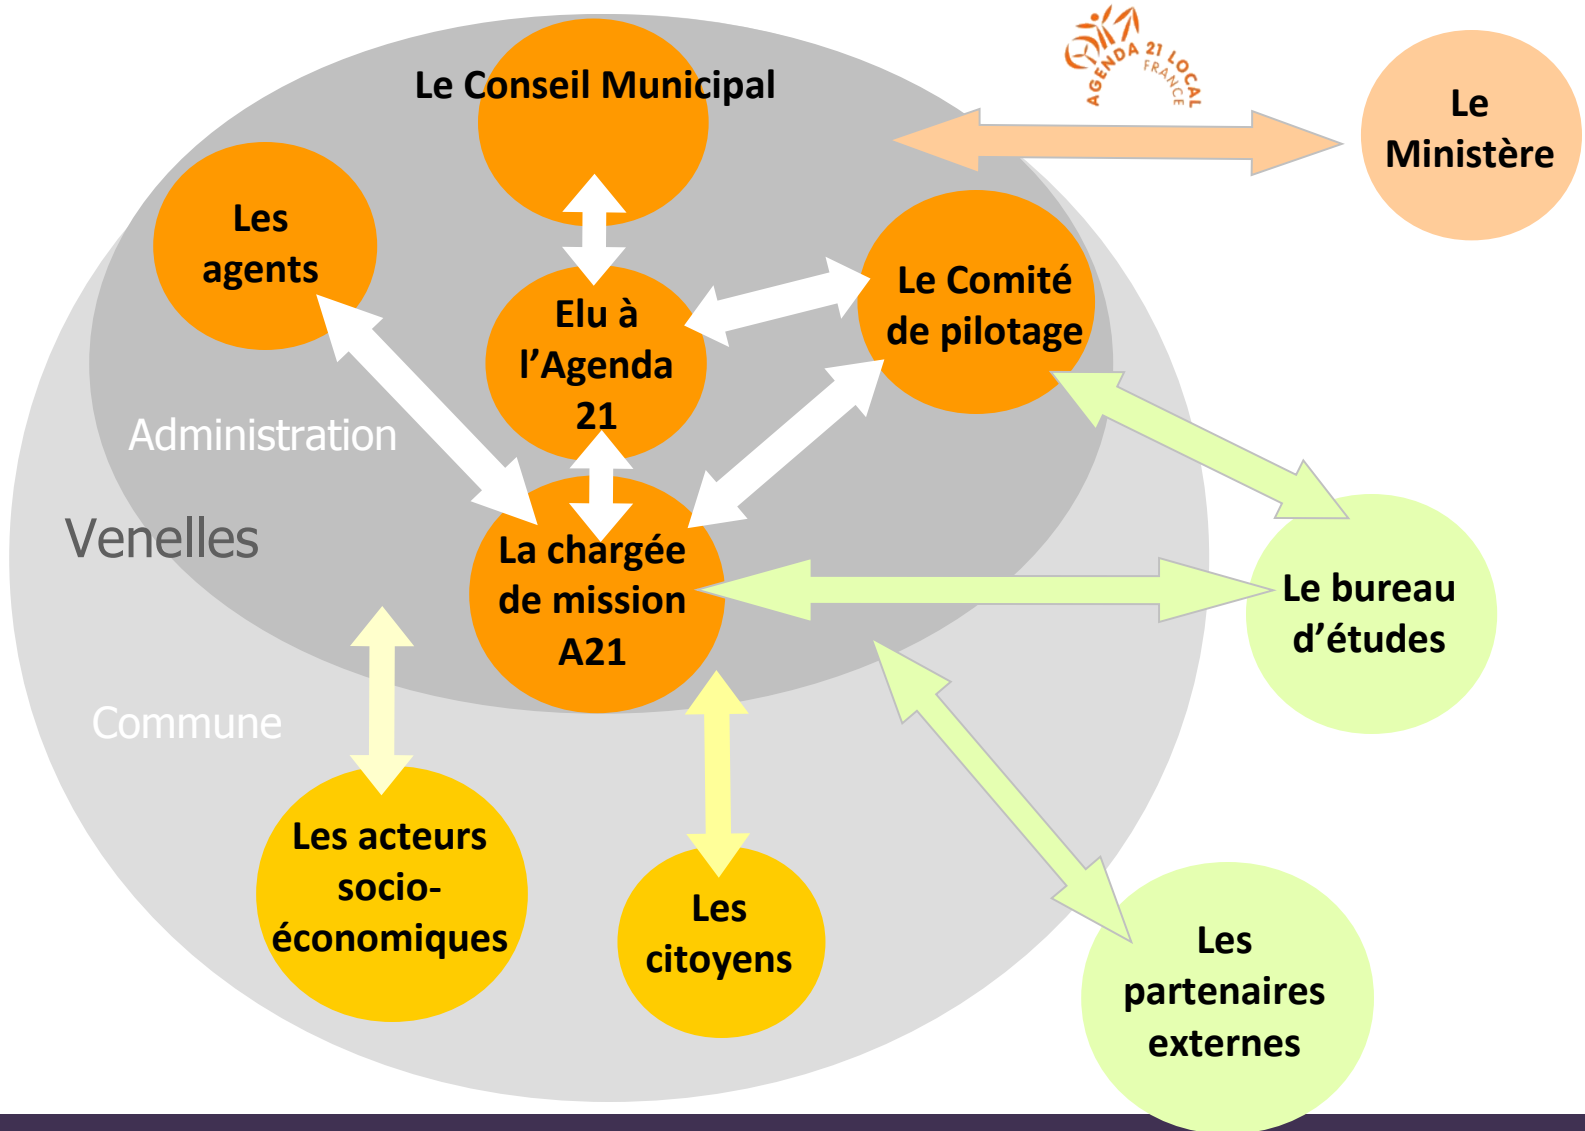 Le Conseil Municipal
AGENDA 21 LOCAL
FRANCE
Le
Ministère
Les
agents
Le Comité
de pilotage
Elu à
l’Agenda
21
Administration
Venelles
La chargée
de mission
A21
Le bureau
d’études
Commune
Les acteurs
socio-
économiques
Les
citoyens
Les
partenaires
externes